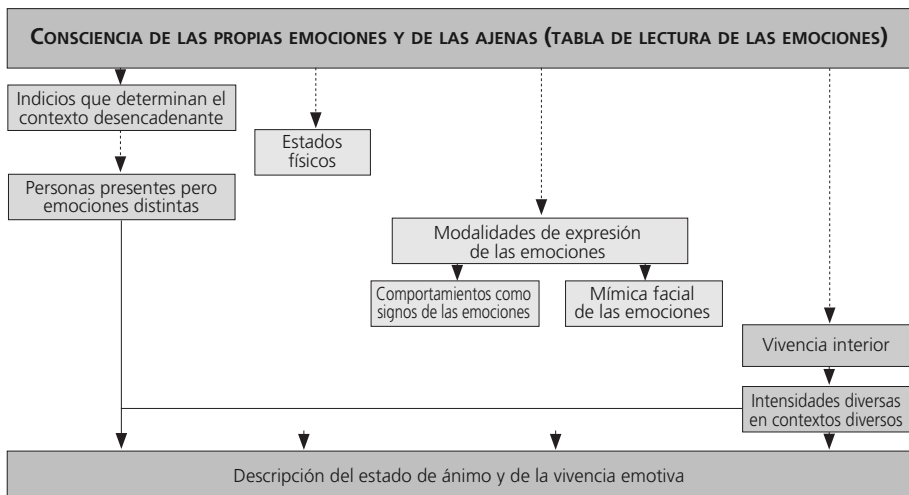 CONSCIENCIA DE LAS PROPIAS EMOCIONES Y DE LAS AJENAS (TABLA DE LECTURA DE LAS EMOCIONES)
Indicios que determinan el
contexto desencadenante
Estados
físicos
Personas presentes pero
emociones distintas
Modalidades de expresión
de las emociones
Comportamientos como
signos de las emociones
Mímica facial
de las emociones
Vivencia interior
Intensidades diversas
en contextos diversos
Descripción del estado de ánimo y de la vivencia emotiva